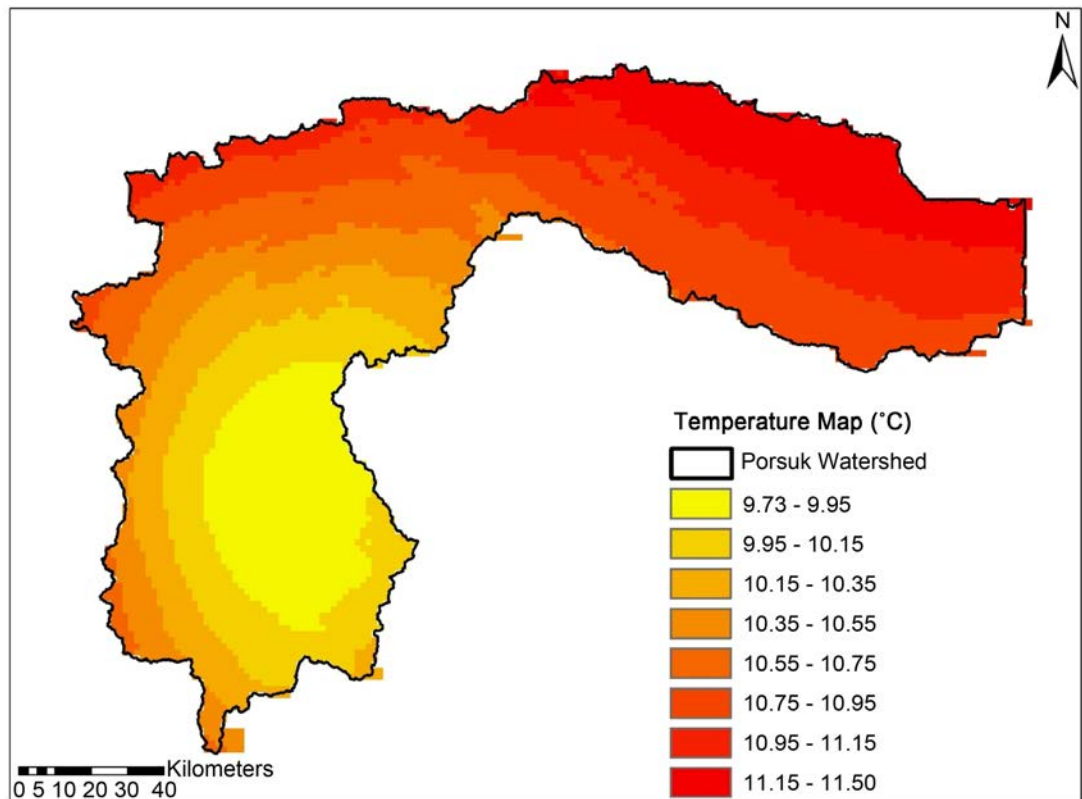 N
Temperature Map (°C)
Porsuk Watershed
9.73 - 9.95
9.95 - 10.15
10.15 - 10.35
10.35 - 10.55
10.55 - 10.75
10.75 - 10.95
10.95 - 11.15
11.15 - 11.50
Kilometers
0 5 10 20 30 40